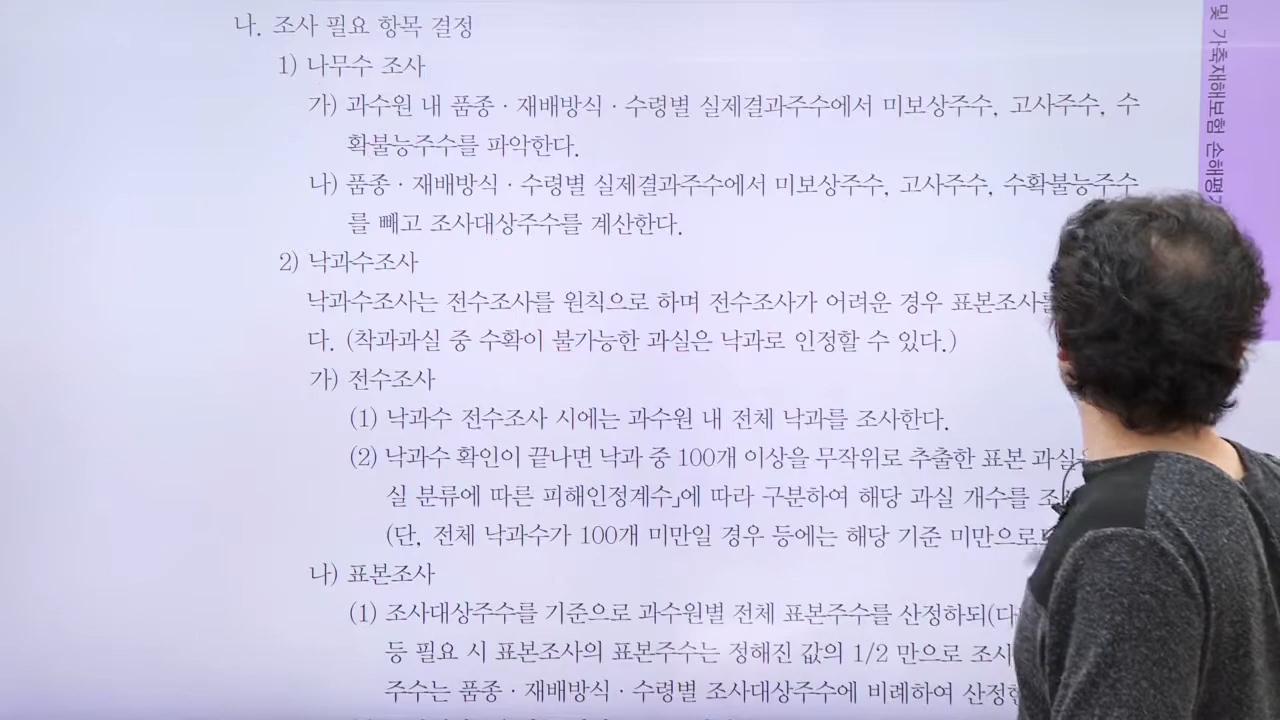 나. 조사 필요 항목 결정
1) 나무수 조사
가) 과수원 내 품종 · 재배방식 · 수령별 실제결과주수에서 미보상주수, 고사주수, 수
확불능주수를 파악한다.
나) 품종 · 재배방식 · 수령별 실제결과주수에서 미보상주수, 고사주수, 수확불능주수
를 빼고 조사대상주수를 계산한다.
2) 낙과수조사
낙과수조사는 전수조사를 원칙으로 하며 전수조사가 어려운 경우 표본조사를
다. (착과과실 중 수확이 불가능한 과실은 낙과로 인정할 수 있다.)
가) 전수조사
(1) 낙과수 전수조사 시에는 과수원 내 전체 낙과를 조사한다.
(2) 낙과수 확인이 끝나면 낙과 중 100개 이상을 무작위로 추출한 표본 과실
실 분류에 따른 피해인정계수」에 따라 구분하여 해당 과실 개수를
(단, 전체 낙과수가 100개 미만일 경우 등에는 해당 기준 미만으로
나) 표본조사
(1) 조사대상주수를 기준으로 과수원별 전체 표본주수를 산정하되(다
등 필요 시 표본조사의 표본주수는 정해진 값의 1/2 만으로 조사
주수는 품종 · 재배방식 · 수령별 조사대상주수에 비례하여
및 가축재해보험 손해평가